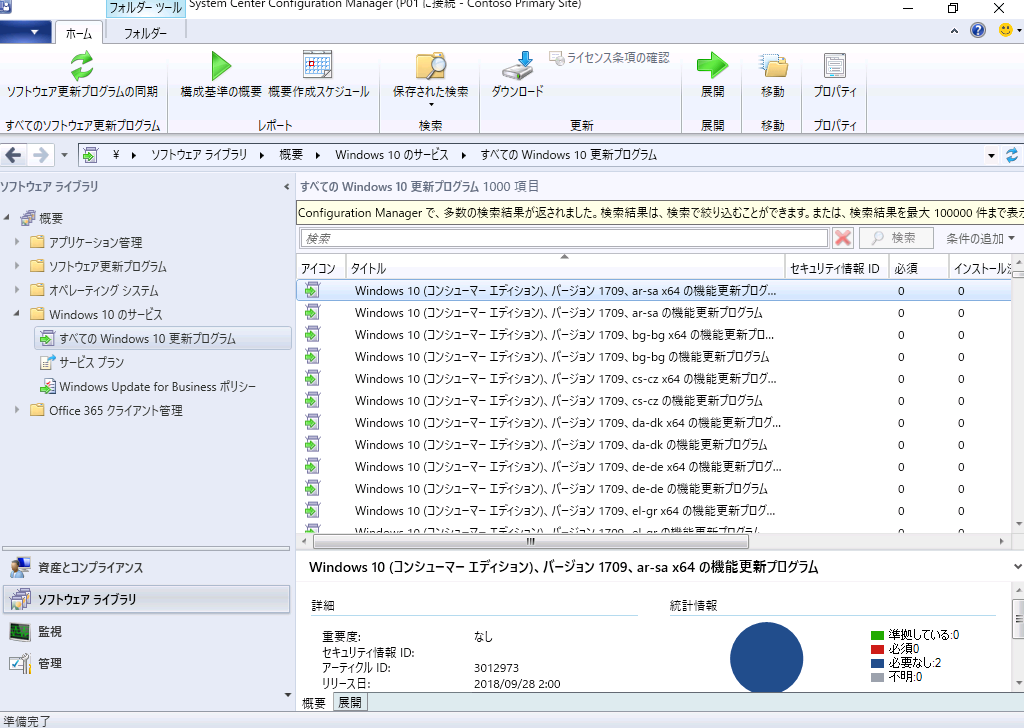 フォルダー ツール
System Center Configuration Manager (P01 に接続 - Contoso Primary Site)
ホーム
フォルダー
ソフトウェア更新プログラムの同期
構成基準の概要
概要作成スケジュール
保存された検索
ダウンロード
ライセンス条項の確認
展開
移動
プロパティ
すべてのソフトウェア更新プログラム
レポート
検索
更新
展開
移動
プロパティ
¥
ソフトウェア ライブラリ
概要
Windows 10 のサービス
すべての Windows 10 更新プログラム
ソフトウェア ライブラリ
概要
アプリケーション管理
ソフトウェア更新プログラム
オペレーティング システム
Windows 10 のサービス
すべての Windows 10 更新プログラム
サービス プラン
Windows Update for Business ポリシー
Office 365 クライアント管理
資産とコンプライアンス
ソフトウェア ライブラリ
監視
管理
すべての Windows 10 更新プログラム 1000 項目
Configuration Manager で、多数の検索結果が返されました。検索結果は、検索で絞り込むことができます。または、検索結果を最大 100000 件まで表示
検索
検索
条件の追加
アイコン タイトル セキュリティ情報 ID 必須 インストール
Windows 10 (コンシューマー エディション)、バージョン 1709、ar-sa x64 の機能更新プログ... 0 0
Windows 10 (コンシューマー エディション)、バージョン 1709、ar-sa の機能更新プログラム 0 0
Windows 10 (コンシューマー エディション)、バージョン 1709、bg-bg x64 の機能更新プロ... 0 0
Windows 10 (コンシューマー エディション)、バージョン 1709、bg-bg の機能更新プログラム 0 0
Windows 10 (コンシューマー エディション)、バージョン 1709、cs-cz x64 の機能更新プログ... 0 0
Windows 10 (コンシューマー エディション)、バージョン 1709、cs-cz の機能更新プログラム 0 0
Windows 10 (コンシューマー エディション)、バージョン 1709、da-dk x64 の機能更新プログ... 0 0
Windows 10 (コンシューマー エディション)、バージョン 1709、da-dk の機能更新プログラム 0 0
Windows 10 (コンシューマー エディション)、バージョン 1709、de-de x64 の機能更新プログ... 0 0
Windows 10 (コンシューマー エディション)、バージョン 1709、de-de の機能更新プログラム 0 0
Windows 10 (コンシューマー エディション)、バージョン 1709、el-gr x64 の機能更新プログ... 0 0
Windows 10 (コンシューマー エディション)、バージョン 1709、el-gr の機能更新プログラム 0 0
Windows 10 (コンシューマー エディション)、バージョン 1709、ar-sa x64 の機能更新プログラム
詳細
重要度: なし
セキュリティ情報 ID:
アーティクル ID: 3012973
リリース日: 2018/09/28 2:00
統計情報
準拠している:0
必須0
必要なし:2
不明:0
概要 展開
準備完了